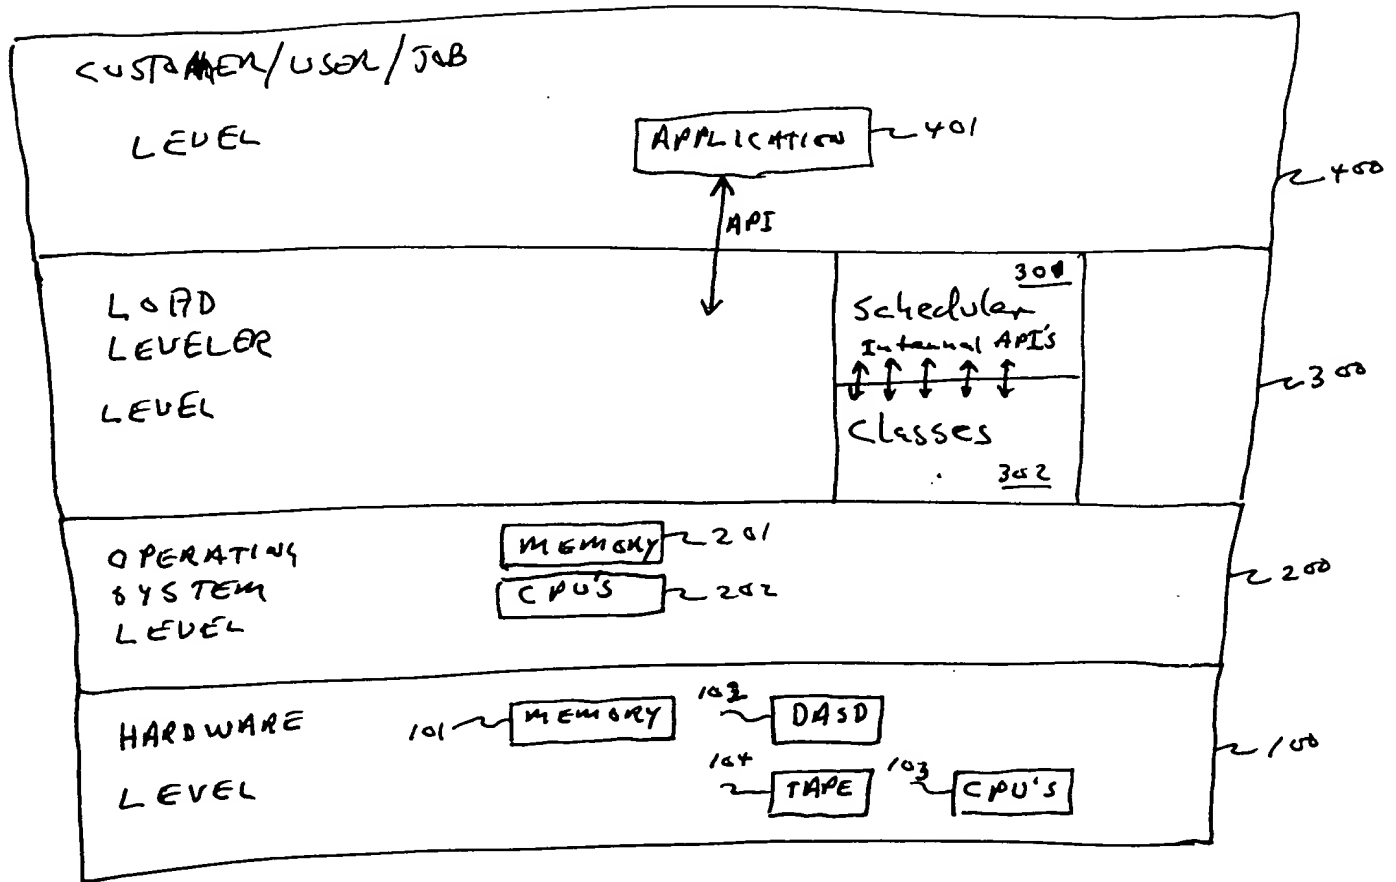 CUSTOMER/USER/JOB
LEVEL
APPLICATION
401
400
API
LOAD
LEVELER
LEVEL
301
Scheduler
Internal API's
Classes
302
300
OPERATING
SYSTEM
LEVEL
MEMORY
201
CPU'S
202
200
HARDWARE
LEVEL
101
MEMORY
102
DASD
104
TAPE
103
CPU'S
100